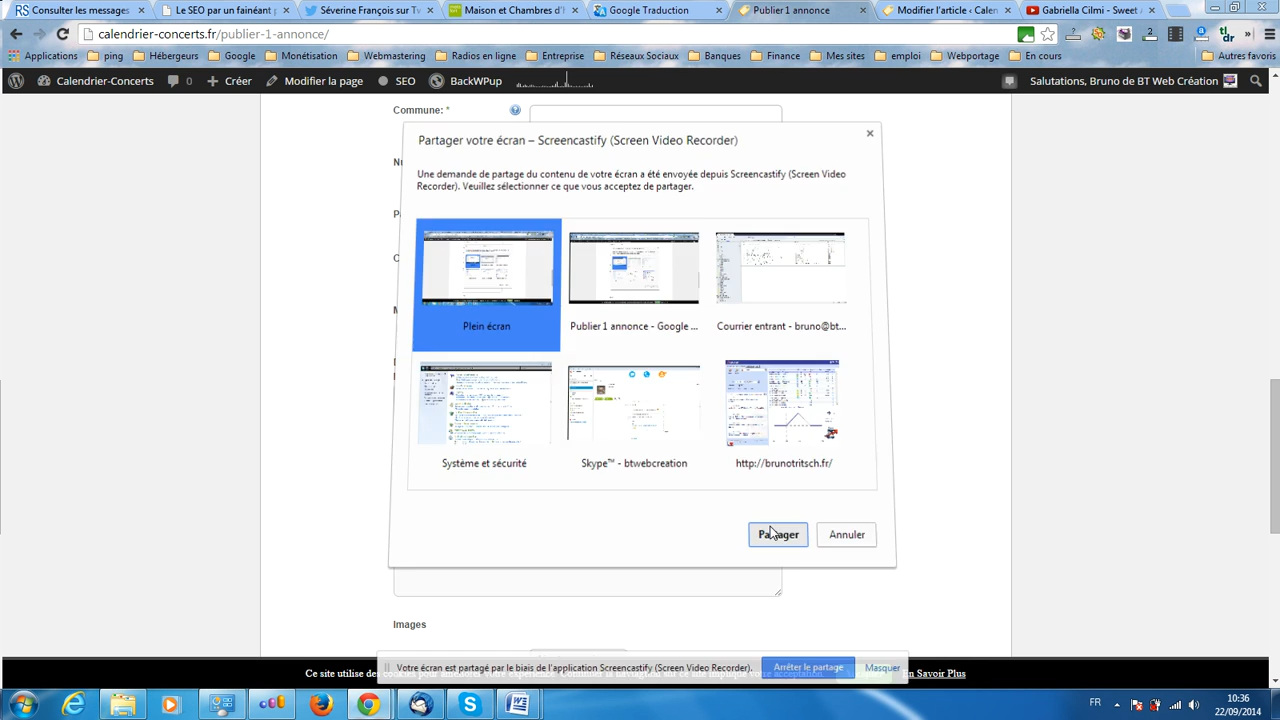 Consulter les messages
Le SEO par un fainéant p
Séverine François sur Tw
Maison et Chambres d'
Google Traduction
Publier 1 annonce
Modifier l'article ‹ Calen
Gabriella Cilmi - Sweet A
calendrier-concerts.fr/publier-1-annonce/
Applications
ping
Hébergeurs
Google
Monétisation
Webmastering
Radios en ligne
Entreprise
Réseaux Sociaux
Banques
Finance
Mes sites
emploi
Webportage
En cours
Autres favoris
Calendrier-Concerts
0
Créer
Modifier la page
SEO
BackWPup
Salutations, Bruno de BT Web Création
Commune: *
Partager votre écran – Screencastify (Screen Video Recorder)
Une demande de partage du contenu de votre écran a été envoyée depuis Screencastify (Screen Video
Recorder). Veuillez sélectionner ce que vous acceptez de partager.
Plein écran
Publier 1 annonce - Google ...
Courrier entrant - bruno@bt...
Système et sécurité
Skype™ - btwebcreation
http://brunotritsch.fr/
Partager
Annuler
Images
Votre écran est partagé par le biais de l'application Screencastify (Screen Video Recorder).
Arrêter le partage
Masquer
Ce site utilise des
En Savoir Plus
FR
10:36
22/09/2014